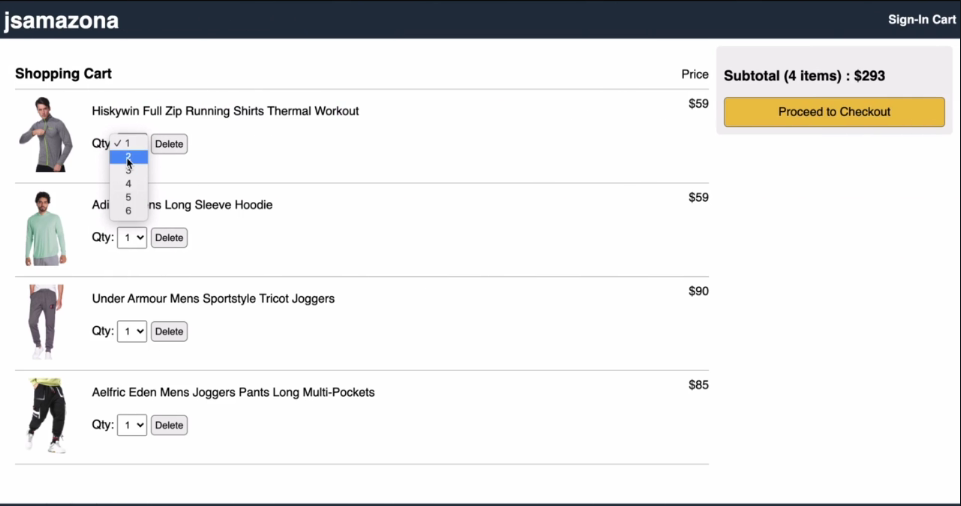 jsamazona
Sign-In Cart
Shopping Cart
Price
Subtotal (4 items) : $293
Proceed to Checkout
Hiskywin Full Zip Running Shirts Thermal Workout
$59
Qty ✓ 1
Delete
2
3
4
5
6
Long Sleeve Hoodie
$59
Qty: 1
Delete
Under Armour Mens Sportstyle Tricot Joggers
$90
Qty: 1
Delete
Aelfric Eden Mens Joggers Pants Long Multi-Pockets
$85
Qty: 1
Delete